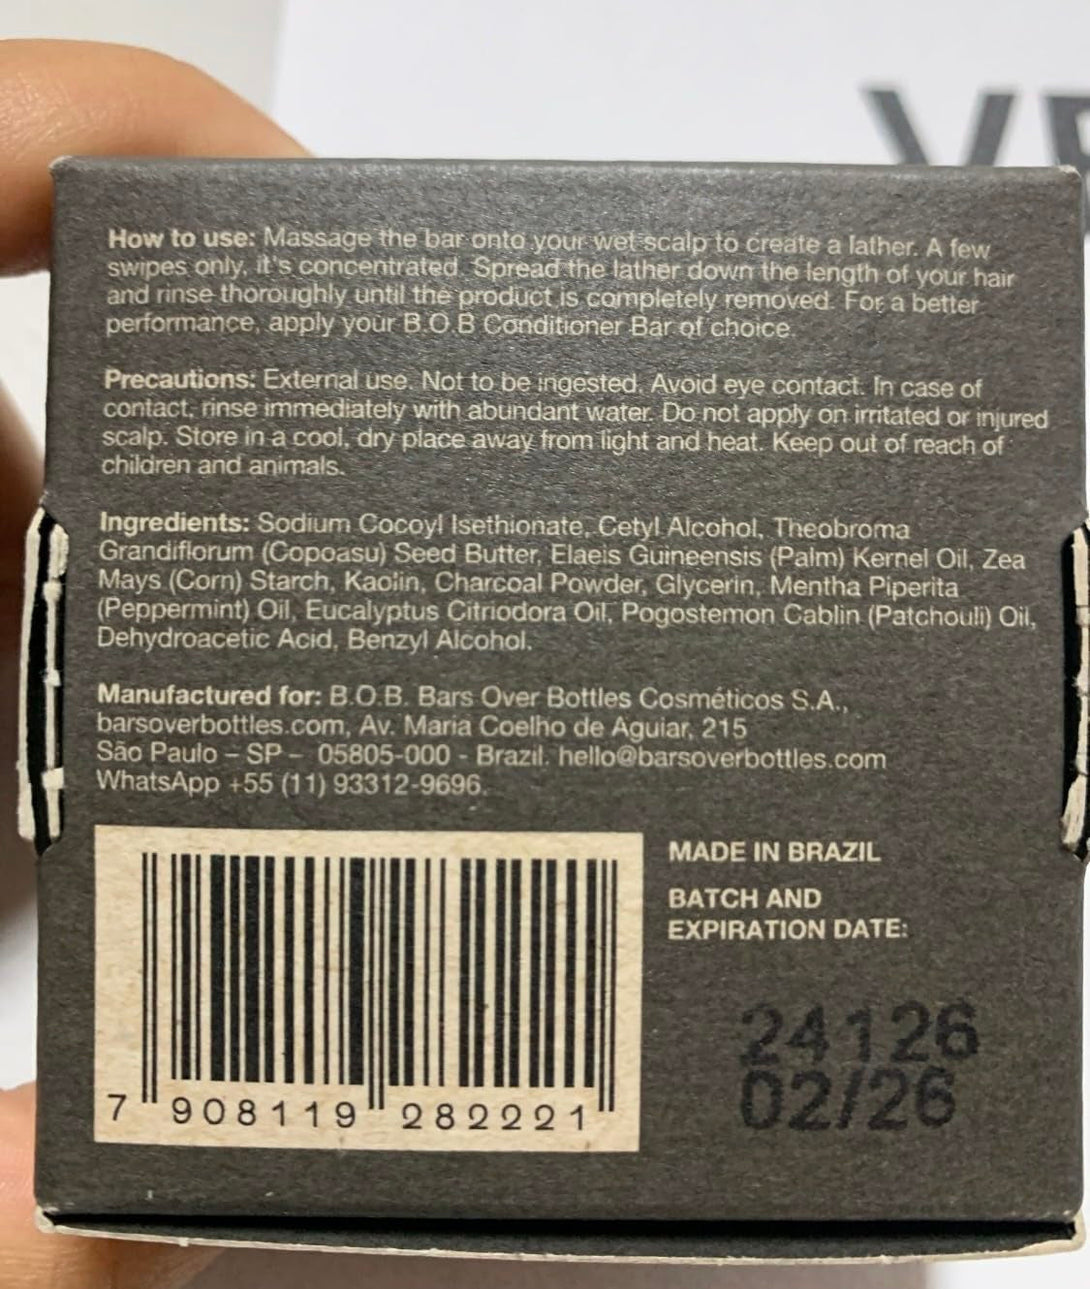 VE
How to use: Massage the bar onto your wet scalp to create a lather. A few
swipes only, it's concentrated. Spread the lather down the length of your hair
and rinse thoroughly until the product is completely removed. For a better
performance, apply your B.O.B Conditioner Bar of choice.
Precautions: External use. Not to be ingested. Avoid eye contact. In case of
contact, rinse immediately with abundant water. Do not apply on irritated or injured
scalp. Store in a cool, dry place away from light and heat. Keep out of reach of
children and animals.
Ingredients: Sodium Cocoyl Isethionate, Cetyl Alcohol, Theobroma
Grandiflorum (Copoasu) Seed Butter, Elaeis Guineensis (Palm) Kernel Oil, Zea
Mays (Corn) Starch, Kaolin, Charcoal Powder, Glycerin, Mentha Piperita
(Peppermint) Oil, Eucalyptus Citriodora Oil, Pogostemon Cablin (Patchouli) Oil,
Dehydroacetic Acid, Benzyl Alcohol.
Manufactured for: B.O.B. Bars Over Bottles Cosméticos S.A.,
barsoverbottles.com, Av. Maria Coelho de Aguiar, 215
São Paulo – SP – 05805-000 - Brazil. hello@barsoverbottles.com
WhatsApp +55 (11) 93312-9696.
MADE IN BRAZIL
BATCH AND
EXPIRATION DATE:
24126
02/26
7 908119 282221